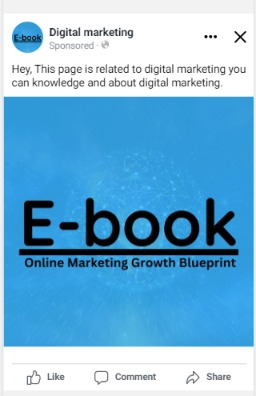 E-book
Digital marketing
Sponsored ·
Hey, This page is related to digital marketing you
can knowledge and about digital marketing.
E-book
Online Marketing Growth Blueprint
Like
Comment
Share